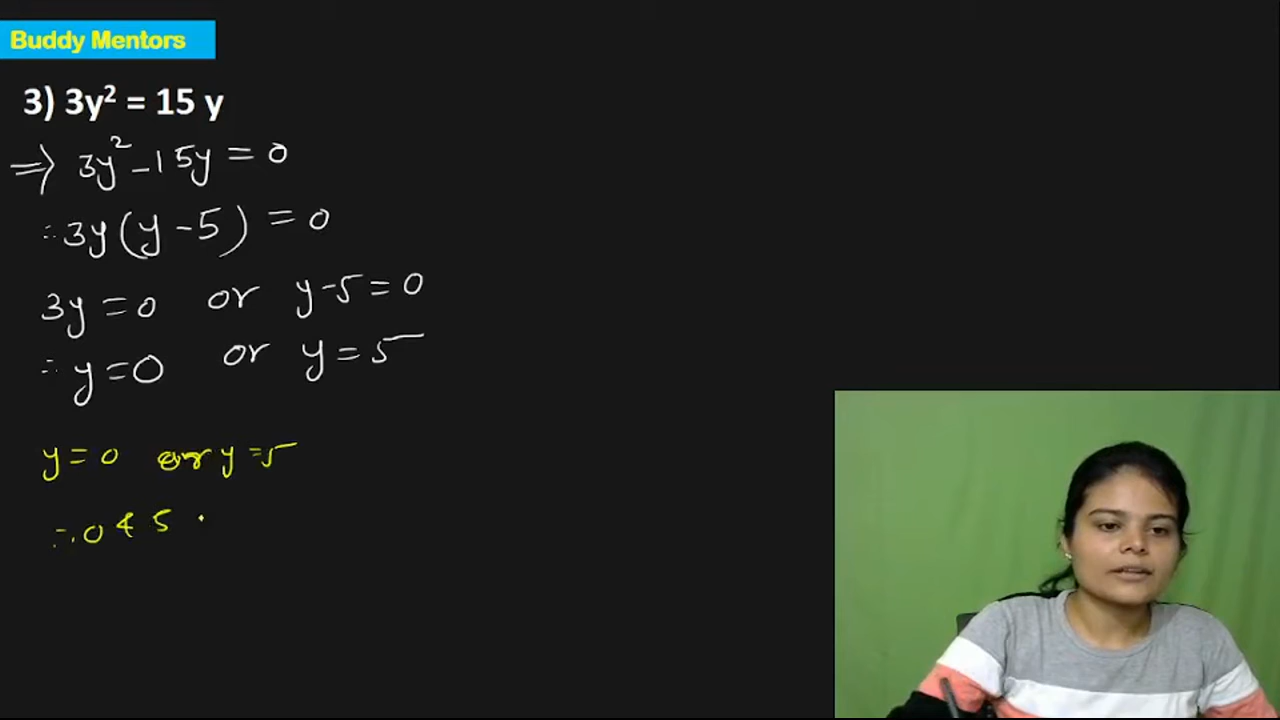 Buddy Mentors
3) 3y² = 15 y
⇒ 3y² - 15y = 0
∴ 3y(y - 5) = 0
3y = 0 or y - 5 = 0
∴ y = 0 or y = 5
y = 0 or y = 5
∴ 0 & 5